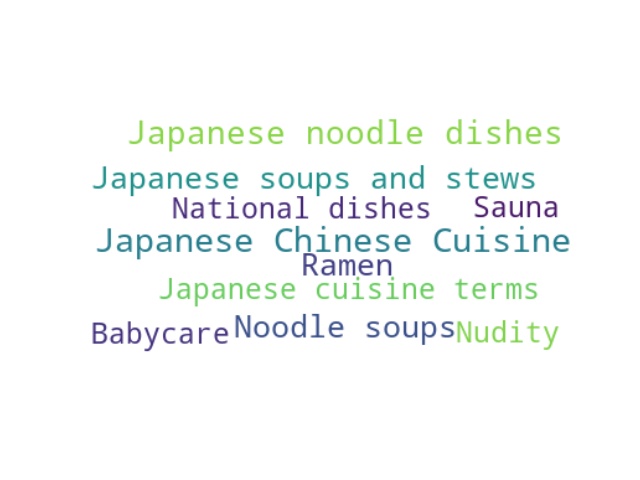 Japanese noodle dishes
Japanese soups and stews
National dishes Sauna
Japanese Chinese Cuisine
Ramen
Japanese cuisine terms
Babycare Noodle soups Nudity